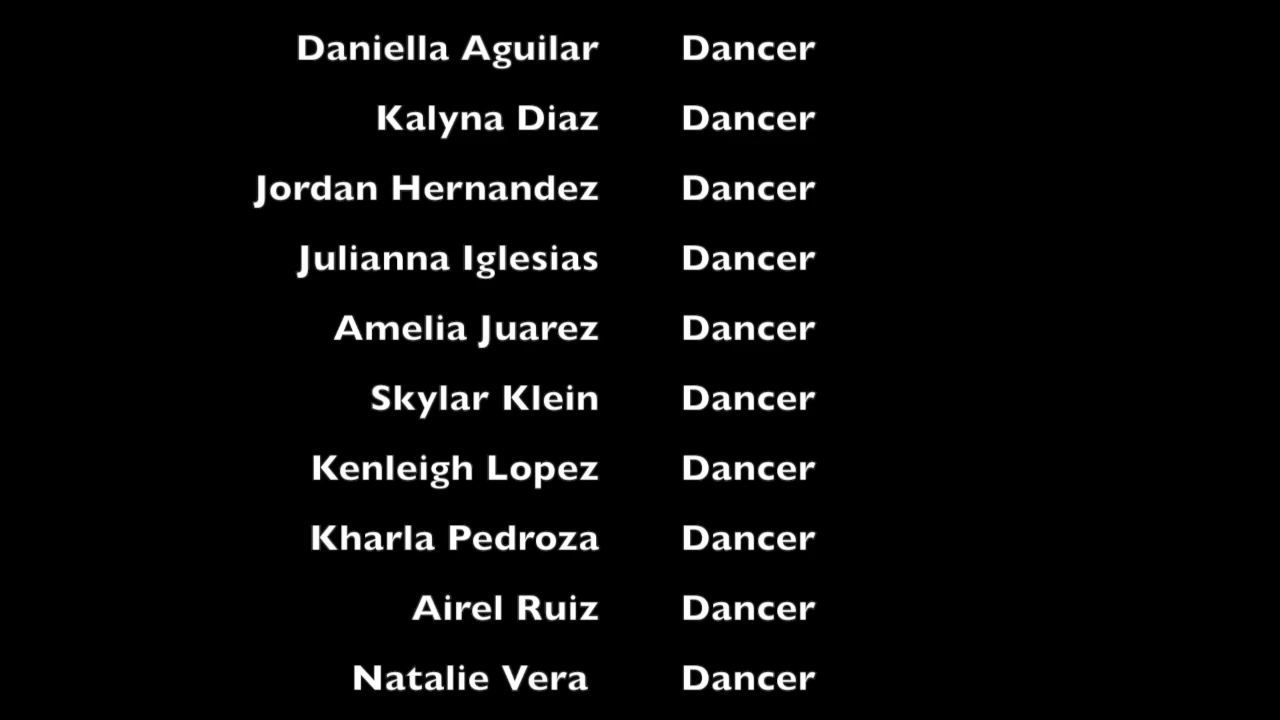 Daniella Aguilar Dancer
Kalyna Diaz Dancer
Jordan Hernandez Dancer
Julianna Iglesias Dancer
Amelia Juarez Dancer
Skylar Klein Dancer
Kenleigh Lopez Dancer
Kharla Pedroza Dancer
Airel Ruiz Dancer
Natalie Vera Dancer